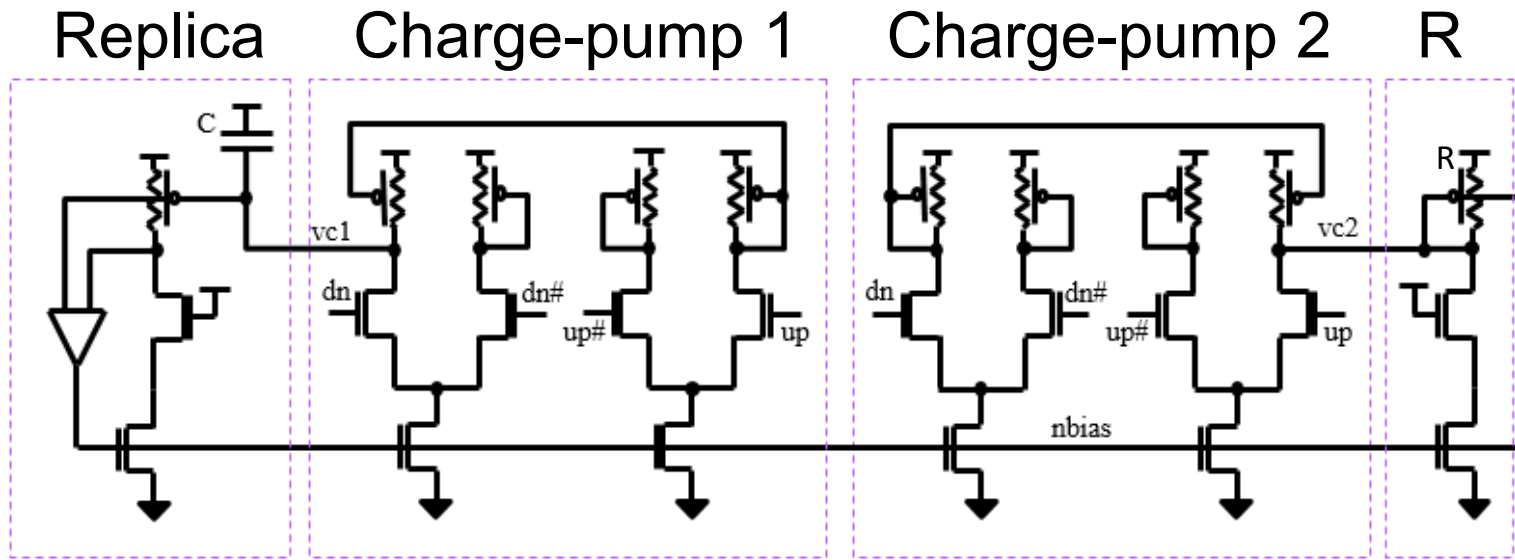 Replica
Charge-pump 1
Charge-pump 2
R
C
R
vc1
vc2
dn
dn#
up#
up
dn
dn#
up#
up
nbias